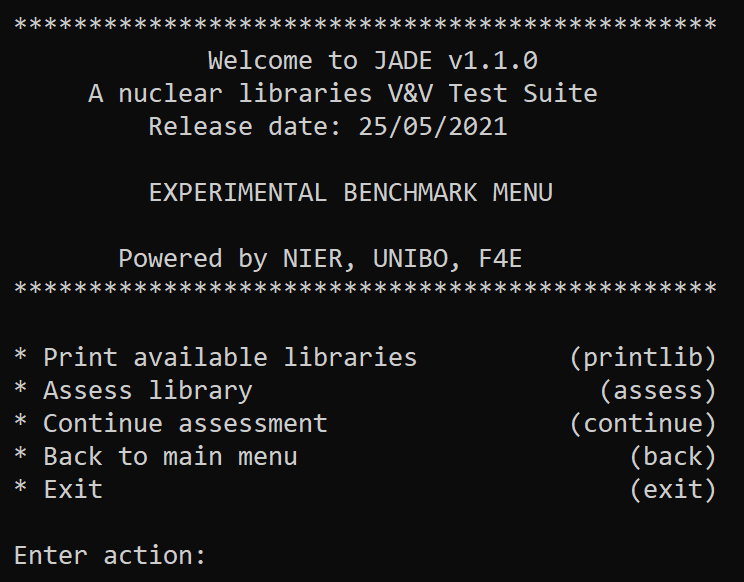 ***********************************************
Welcome to JADE v1.1.0
A nuclear libraries V&V Test Suite
Release date: 25/05/2021
EXPERIMENTAL BENCHMARK MENU
Powered by NIER, UNIBO, F4E
***********************************************
* Print available libraries (printlib)
* Assess library (assess)
* Continue assessment (continue)
* Back to main menu (back)
* Exit (exit)
Enter action: